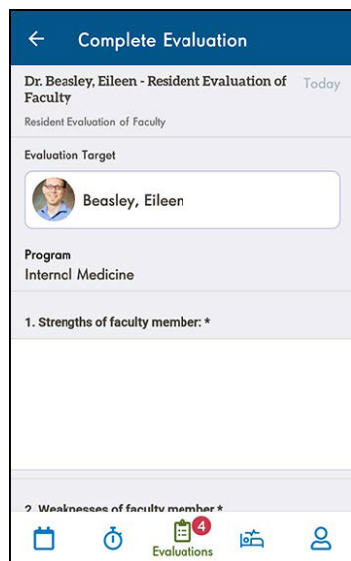 Complete Evaluation
Dr. Beasley, Eileen - Resident Evaluation of Today
Faculty
Resident Evaluation of Faculty
Evaluation Target
Beasley, Eileen
Program
Internal Medicine
1. Strengths of faculty member: *
2. Weaknesses of faculty member *
4
Evaluations